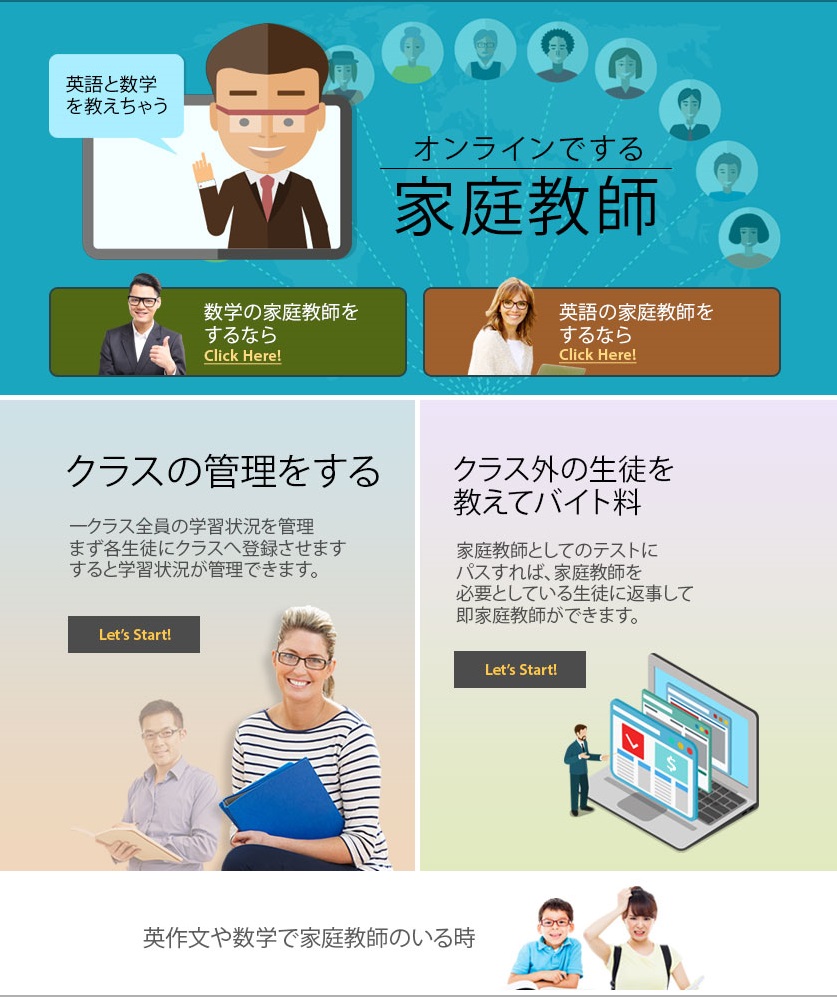 英語と数学
を教えちゃう
オンラインでする
家庭教師
数学の家庭教師を
するなら
Click Here!
英語の家庭教師を
するなら
Click Here!
クラスの管理をする
一クラス全員の学習状況を管理
まず各生徒にクラスへ登録させます
すると学習状況が管理できます。
Let's Start!
クラス外の生徒を
教えてバイト料
家庭教師としてのテストに
パスすれば、家庭教師を
必要としている生徒に返事して
即家庭教師ができます。
Let's Start!
$
英作文や数学で家庭教師のいる時